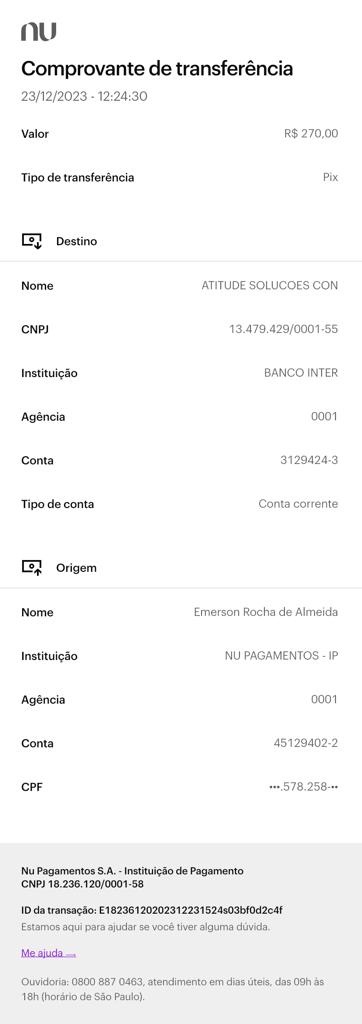 nu
Comprovante de transferência
23/12/2023 - 12:24:30
Valor R$ 270,00
Tipo de transferência Pix
Destino
Nome ATITUDE SOLUCOES CON
CNPJ 13.479.429/0001-55
Instituição BANCO INTER
Agência 0001
Conta 3129424-3
Tipo de conta Conta corrente
Origem
Nome Emerson Rocha de Almeida
Instituição NU PAGAMENTOS - IP
Agência 0001
Conta 45129402-2
CPF •••.578.258-••
Nu Pagamentos S.A. - Instituição de Pagamento
CNPJ 18.236.120/0001-58
ID da transação: E18236120202312231524s03bf0d2c4f
Estamos aqui para ajudar se você tiver alguma dúvida.
Me ajuda
Ouvidoria: 0800 887 0463, atendimento em dias úteis, das 09h às
18h (horário de São Paulo).